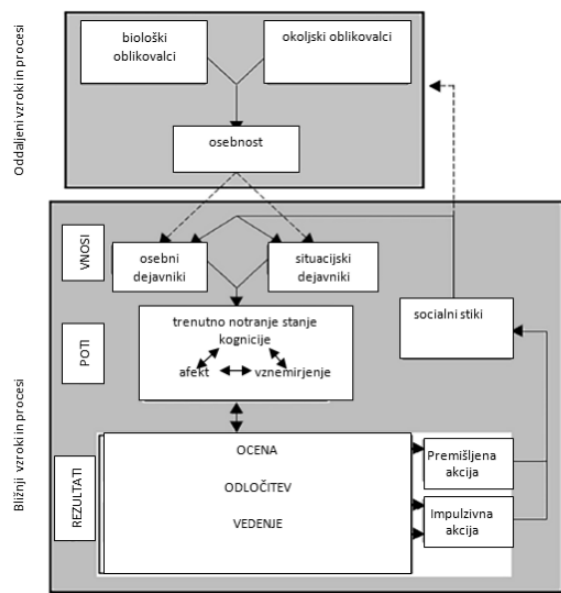 Oddaljeni vzroki in procesi
biološki
oblikovalci
okoljski oblikovalci
osebnost
Bližnji vzroki in procesi
VNOSI
osebni
dejavniki
situacijski
dejavniki
POTI
trenutno notranje stanje
kognicije
afekt
vznemirjenje
socialni stiki
REZULTATI
OCENA
ODLOČITEV
VEDENJE
Premišljena
akcija
Impulzivna
akcija